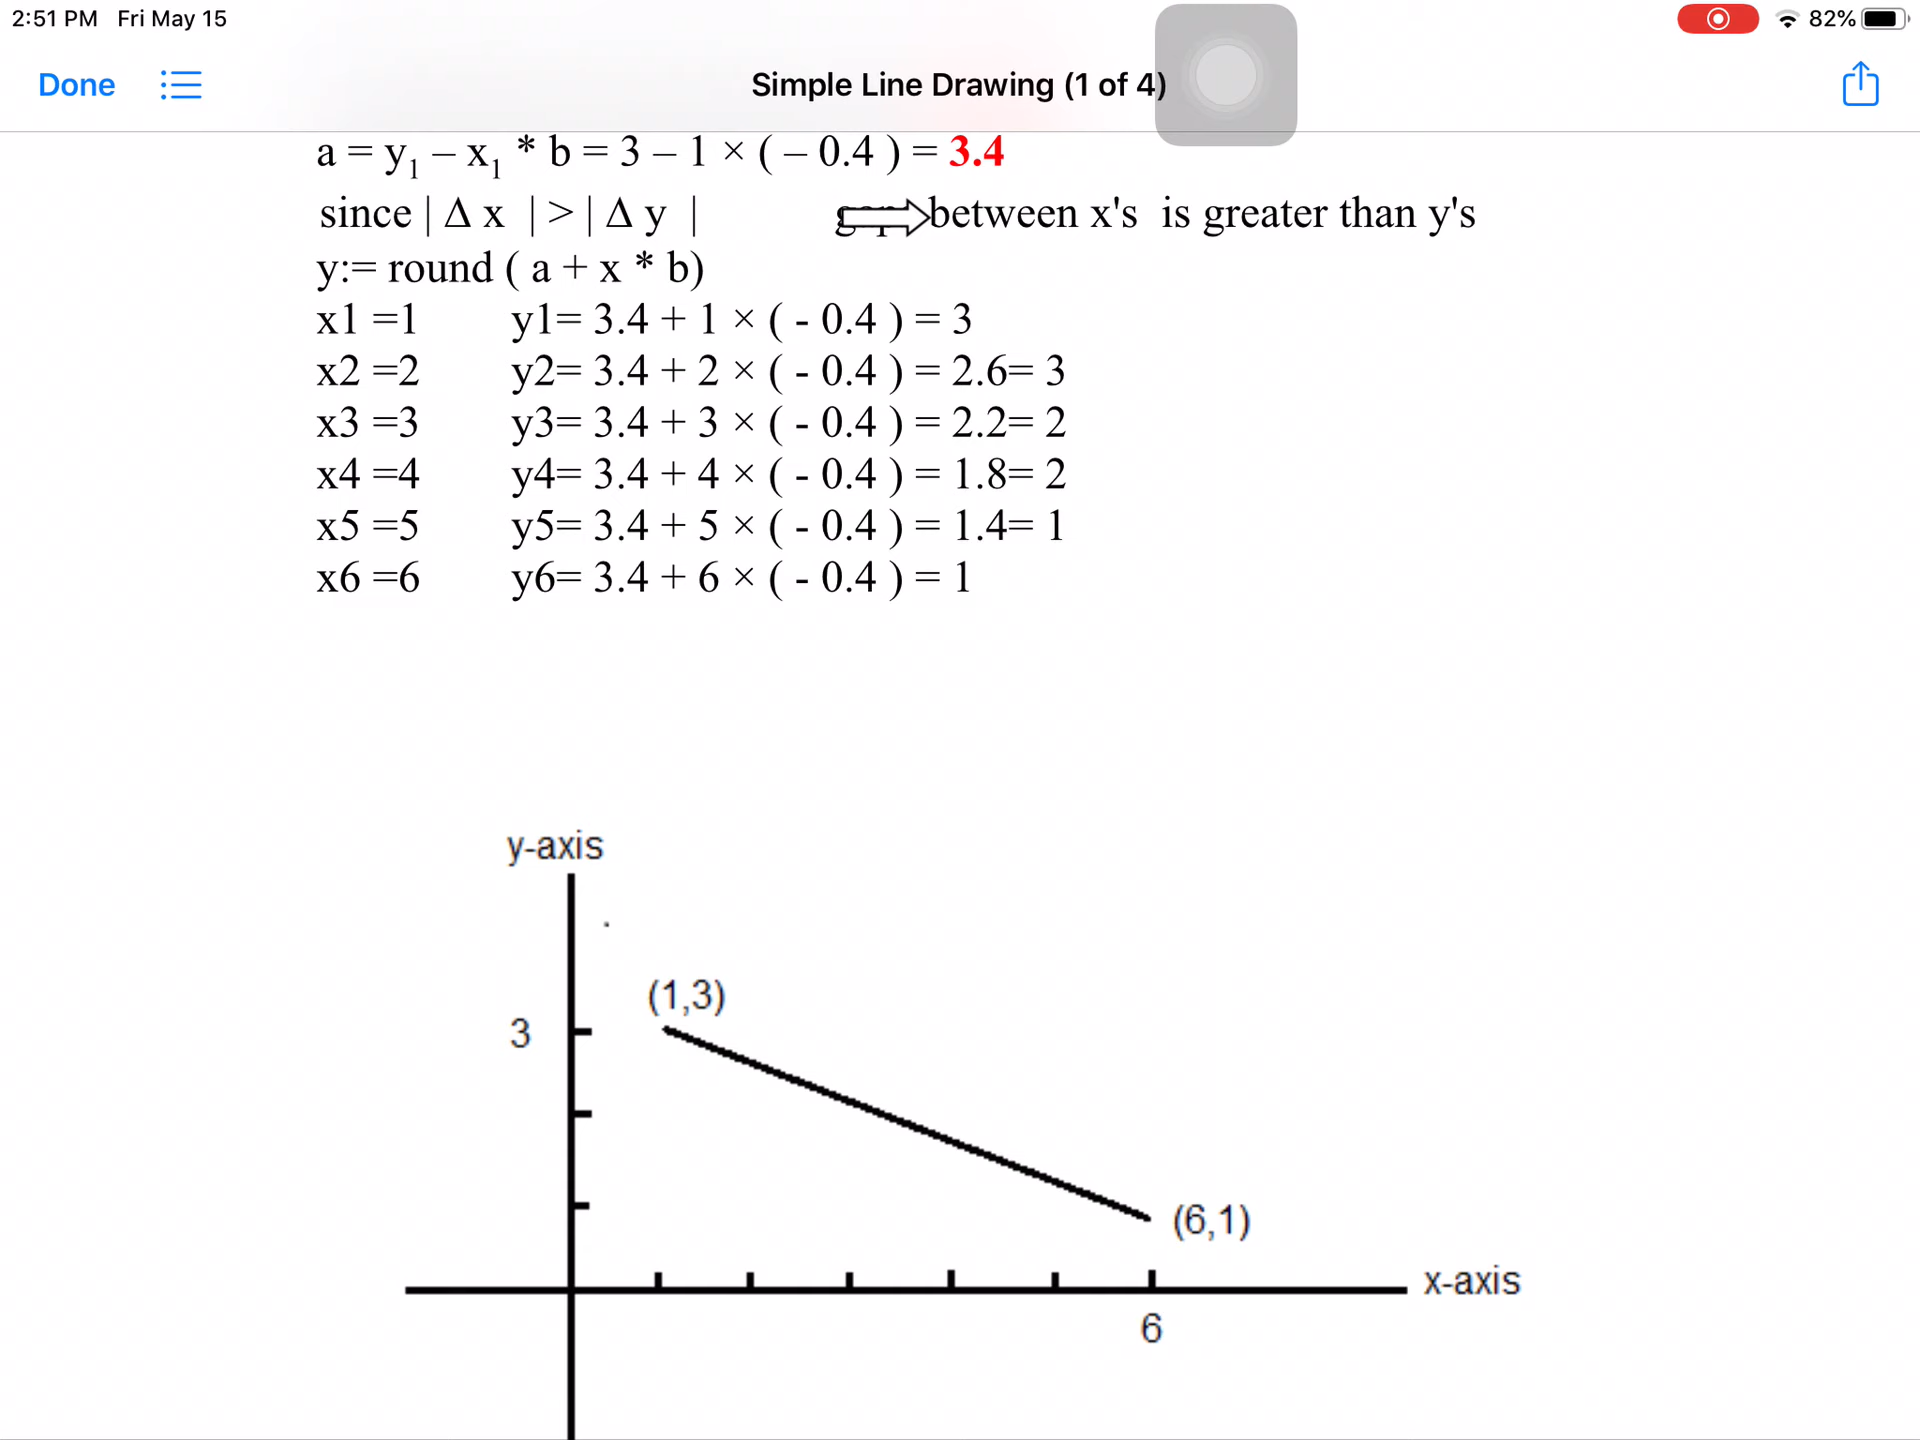 2:51 PM Fri May 15
82%
Done
Simple Line Drawing (1 of 4)
a = y₁ – x₁ * b = 3 – 1 × ( – 0.4 ) = 3.4
since | Δ x | > | Δ y | between x's is greater than y's
y:= round ( a + x * b)
x1 =1 y1= 3.4 + 1 × ( - 0.4 ) = 3
x2 =2 y2= 3.4 + 2 × ( - 0.4 ) = 2.6= 3
x3 =3 y3= 3.4 + 3 × ( - 0.4 ) = 2.2= 2
x4 =4 y4= 3.4 + 4 × ( - 0.4 ) = 1.8= 2
x5 =5 y5= 3.4 + 5 × ( - 0.4 ) = 1.4= 1
x6 =6 y6= 3.4 + 6 × ( - 0.4 ) = 1
y-axis
(1,3)
3
(6,1)
x-axis
6